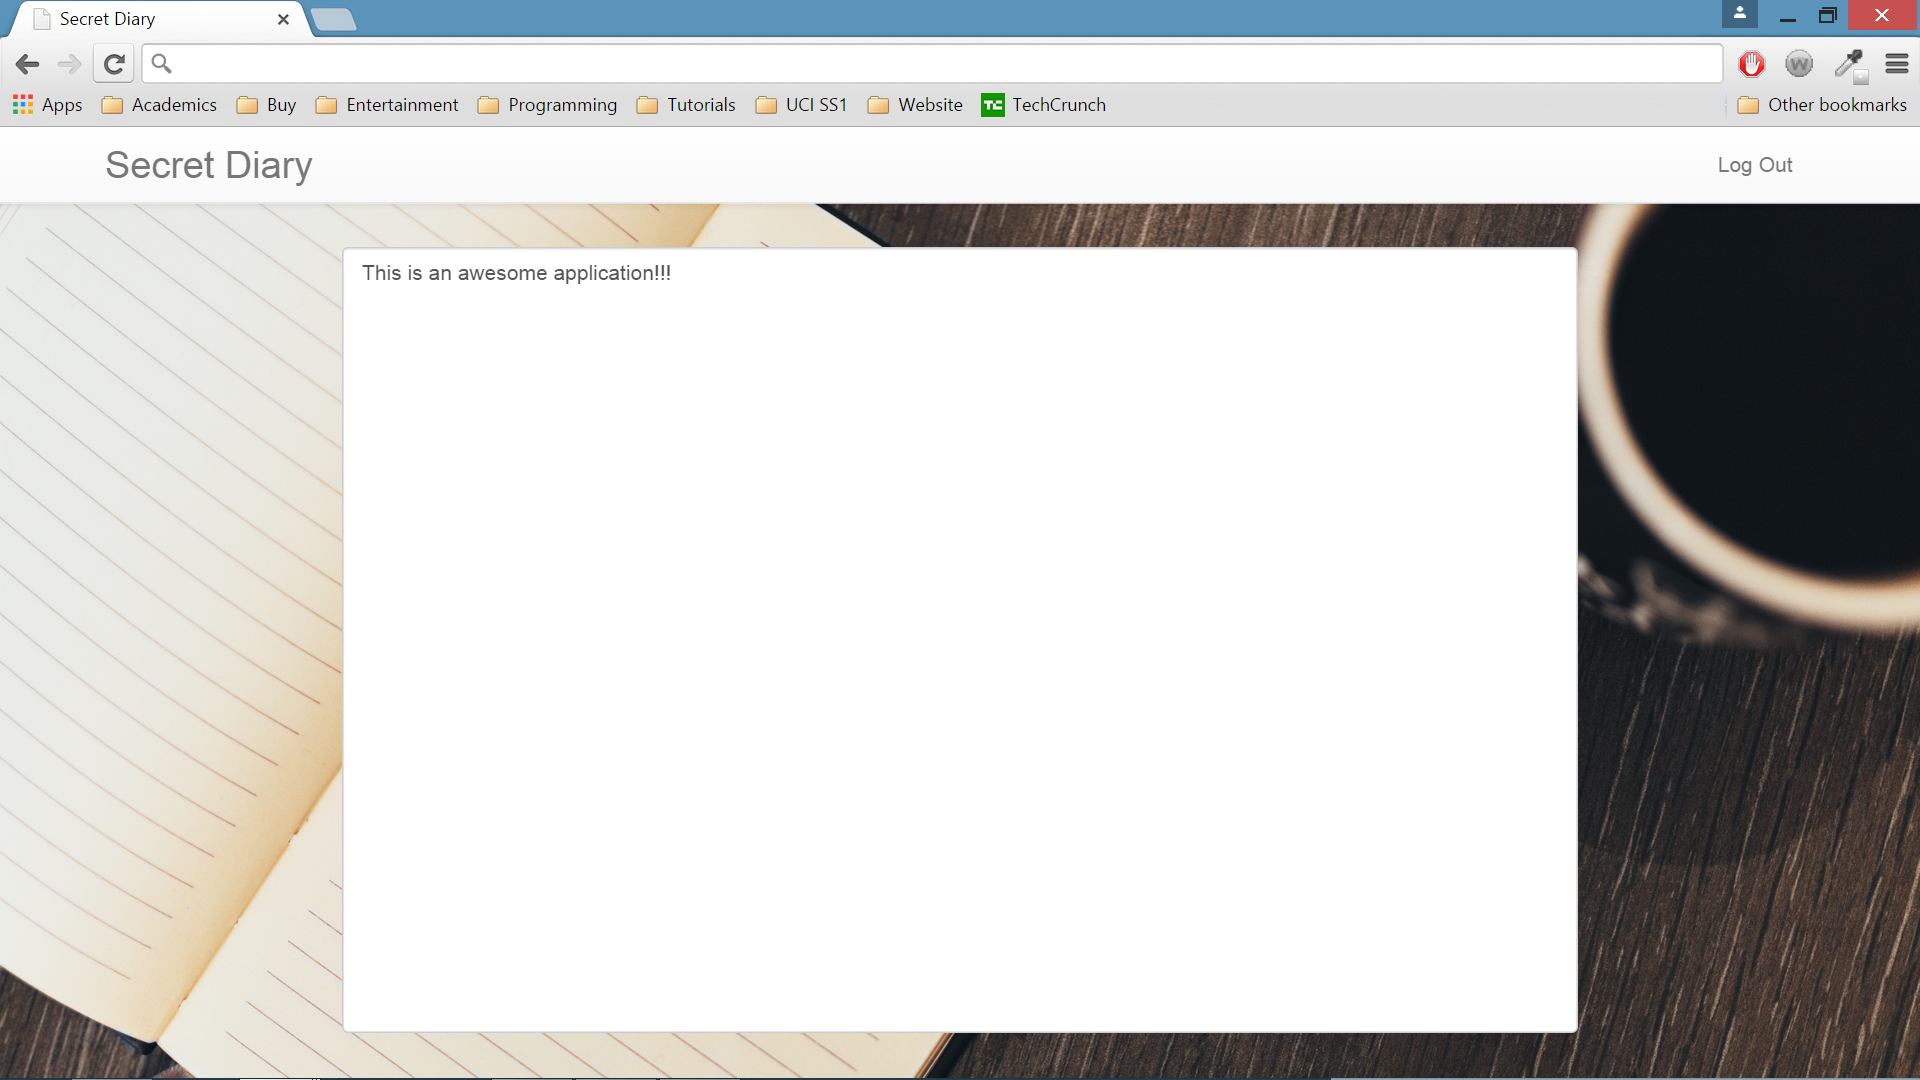 Secret Diary
Apps Academics Buy Entertainment Programming Tutorials UCI SS1 Website TC TechCrunch Other bookmarks
Secret Diary Log Out
This is an awesome application!!!